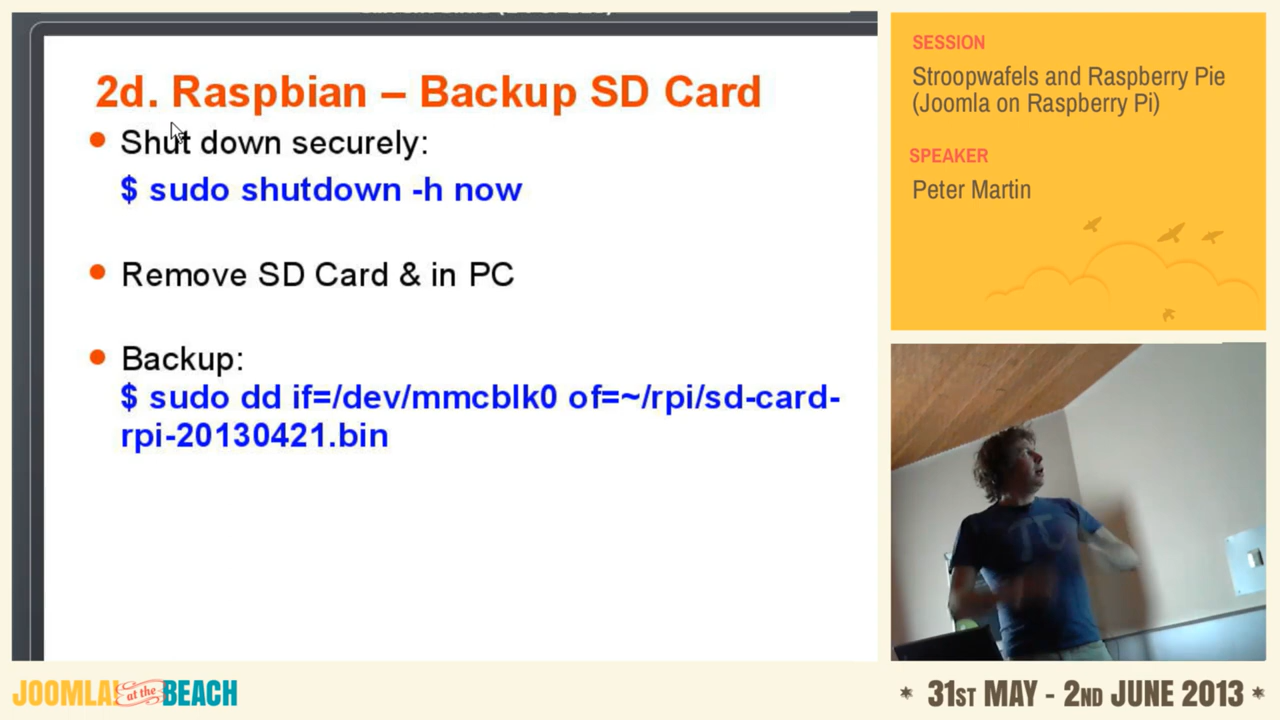 2d. Raspbian – Backup SD Card
Shut down securely:
$ sudo shutdown -h now
Remove SD Card & in PC
Backup:
$ sudo dd if=/dev/mmcblk0 of=~/rpi/sd-card-
rpi-20130421.bin
SESSION
Stroopwafels and Raspberry Pie
(Joomla on Raspberry Pi)
SPEAKER
Peter Martin
π
JOOMLA! at the BEACH
* 31ST MAY - 2ND JUNE 2013 *